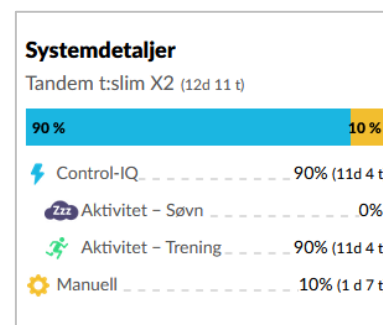 Systemdetaljer
Tandem t:slim X2 (12d 11 t)
90 % 10 %
Control-IQ 90% (11d 4 t
Zzz Aktivitet – Søvn 0%
Aktivitet – Trening 90% (11d 4 t
Manuell 10% (1 d 7 t